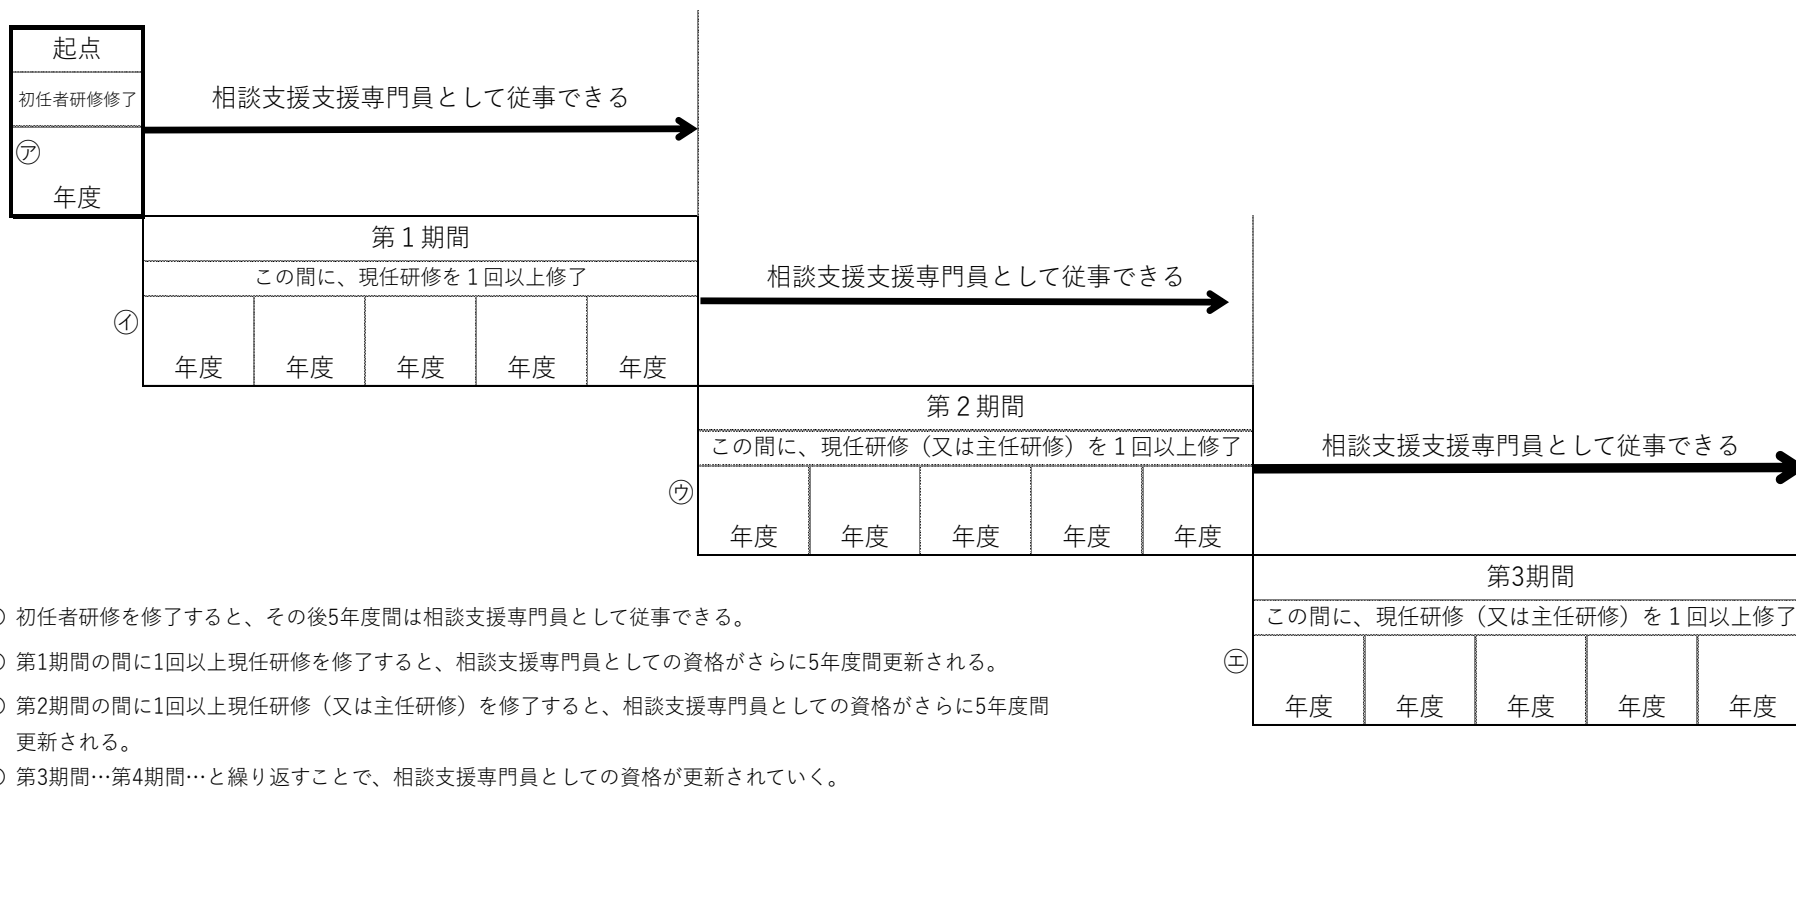 起点
初任者研修修了
㋐
年度
相談支援支援専門員として従事できる
第１期間
この間に、現任研修を１回以上修了
㋑
年度 年度 年度 年度 年度
相談支援支援専門員として従事できる
第２期間
この間に、現任研修（又は主任研修）を１回以上修了
㋒
年度 年度 年度 年度 年度
相談支援支援専門員として従事できる
第3期間
この間に、現任研修（又は主任研修）を１回以上修了
㋓
年度 年度 年度 年度 年度
初任者研修を修了すると、その後5年度間は相談支援専門員として従事できる。
第1期間の間に1回以上現任研修を修了すると、相談支援専門員としての資格がさらに5年度間更新される。
第2期間の間に1回以上現任研修（又は主任研修）を修了すると、相談支援専門員としての資格がさらに5年度間
更新される。
第3期間…第4期間…と繰り返すことで、相談支援専門員としての資格が更新されていく。